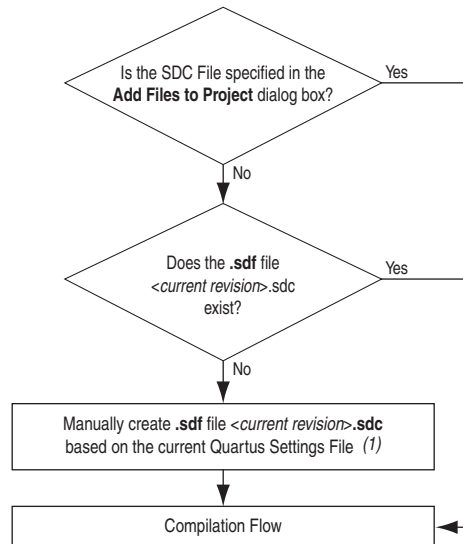 Is the SDC File specified in the
Add Files to Project dialog box?
Yes
No
Does the .sdf file
<current revision>.sdc
exist?
Yes
No
Manually create .sdf file <current revision>.sdc
based on the current Quartus Settings File (1)
Compilation Flow